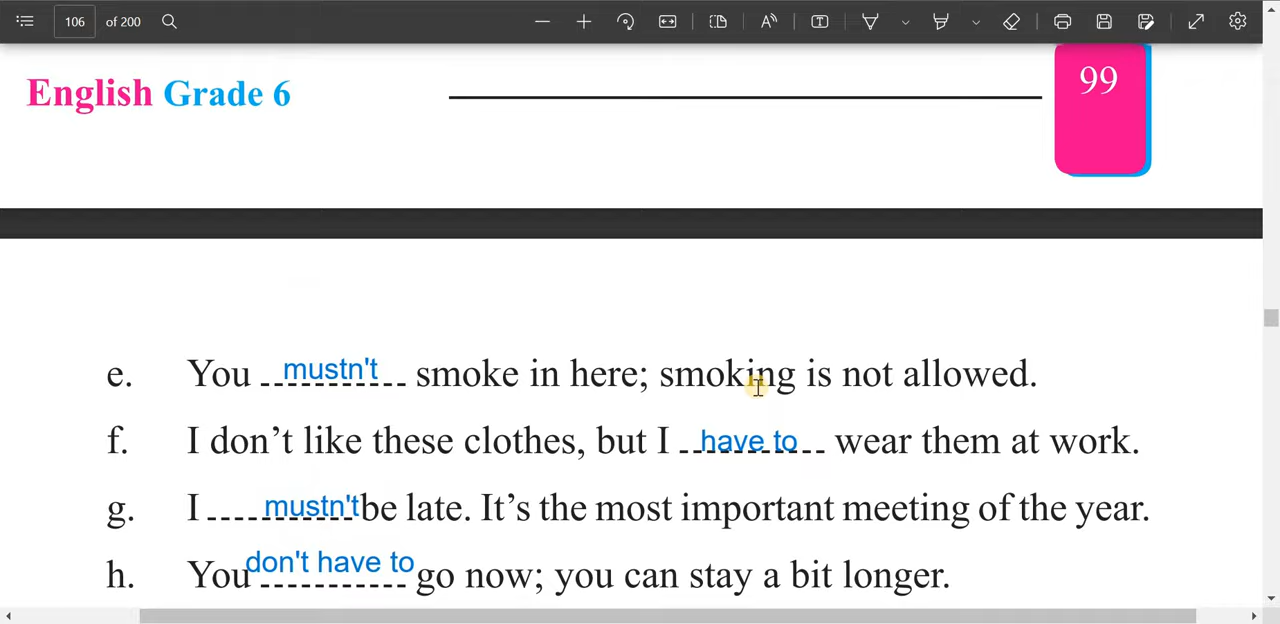 106 of 200
English Grade 6
99
e. You mustn't smoke in here; smoking is not allowed.
f. I don't like these clothes, but I have to wear them at work.
g. I mustn't be late. It's the most important meeting of the year.
h. You don't have to go now; you can stay a bit longer.